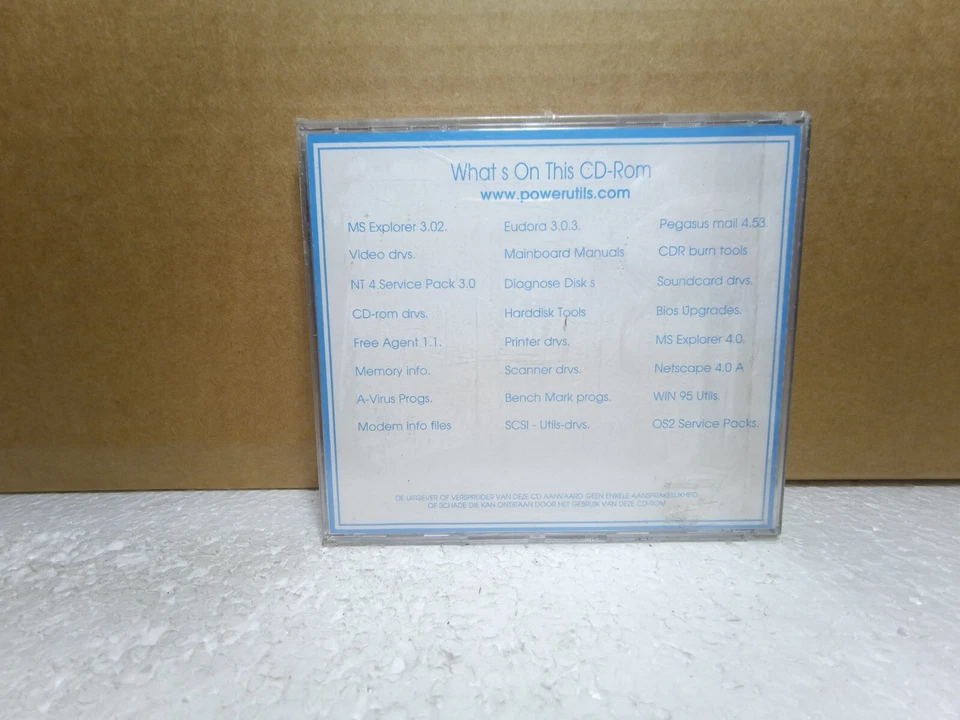 What s On This CD-Rom
www.powerutils.com
MS Explorer 3.02.
Eudora 3.0.3.
Pegasus mail 4.53.
Video drvs.
Mainboard Manuals
CDR burn tools
NT 4.Service Pack 3.0
Diagnose Disk s
Soundcard drvs.
CD-rom drvs.
Harddisk Tools
Bios Upgrades.
Free Agent 1.1.
Printer drvs.
MS Explorer 4.0.
Memory info.
Scanner drvs.
Netscape 4.0 A
A-Virus Progs.
Bench Mark progs.
WIN 95 Utils.
Modem info files
SCSI - Utils-drvs.
OS2 Service Packs.
DE UITGEVER OF VERSPREIDER VAN DEZE CD AANVAARD GEEN ENKELE AANSPRAKELIJKHEID
OF SCHADE DIE KAN ONTSTAAN DOOR HET GEBRUIK VAN DEZE CD-ROM